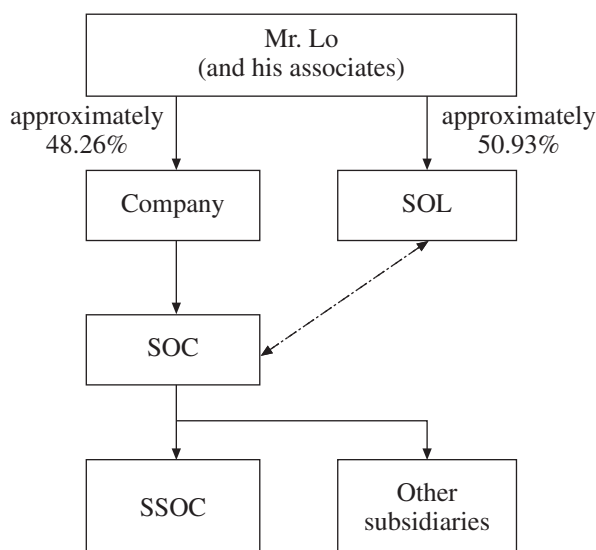 Mr. Lo
(and his associates)
approximately
48.26%
approximately
50.93%
Company
SOL
SOC
SSOC
Other
subsidiaries